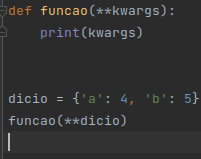 def funcao(**kwargs):
    print(kwargs)
dicio = {'a': 4, 'b': 5}
funcao(**dicio)